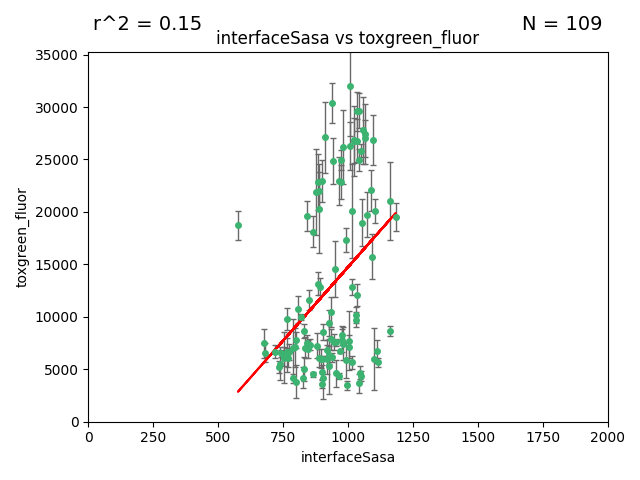 r^2 = 0.15
N = 109
interfaceSasa vs toxgreen_fluor
35000
30000
25000
20000
15000
10000
5000
0
toxgreen_fluor
0 250 500 750 1000 1250 1500 1750 2000
interfaceSasa